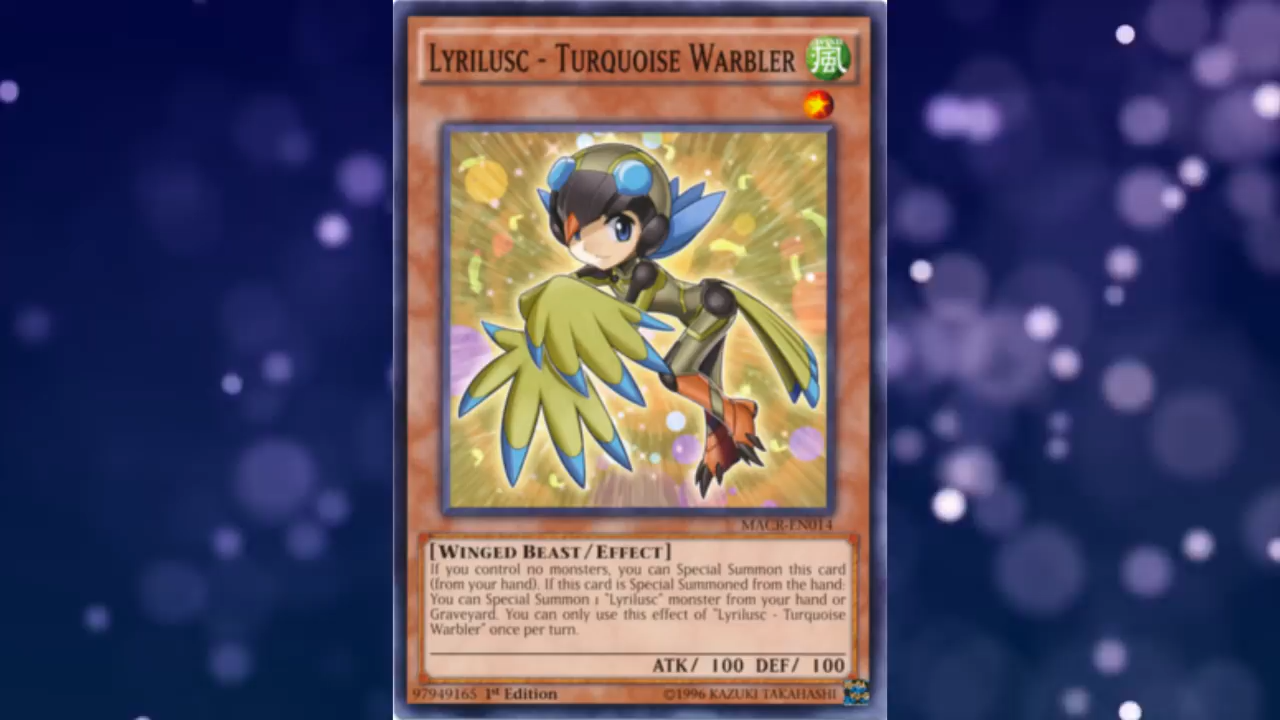 LYRILUSC - TURQUOISE WARBLER
WIND
風
MACR-EN014
[WINGED BEAST/EFFECT]
If you control no monsters, you can Special Summon this card
(from your hand). If this card is Special Summoned from the hand:
You can Special Summon 1 "Lyrilusc" monster from your hand or
Graveyard. You can only use this effect of "Lyrilusc - Turquoise
Warbler" once per turn.
ATK/ 100 DEF/ 100
97949165 1st Edition ©1996 KAZUKI TAKAHASHI